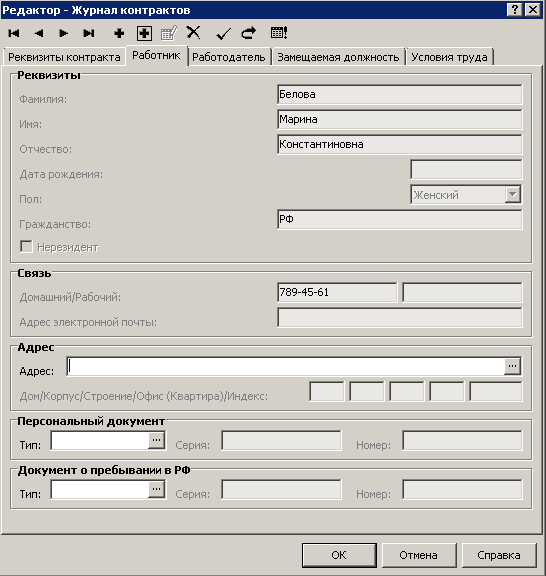 Редактор - Журнал контрактов
Реквизиты контракта Работник Работодатель Замещаемая должность Условия труда
Реквизиты
Фамилия: Белова
Имя: Марина
Отчество: Константиновна
Дата рождения:
Пол: Женский
Гражданство: РФ
Нерезидент
Связь
Домашний/Рабочий: 789-45-61
Адрес электронной почты:
Адрес
Адрес: ...
Дом/Корпус/Строение/Офис (Квартира)/Индекс:
Персональный документ
Тип: ... Серия: Номер:
Документ о пребывании в РФ
Тип: ... Серия: Номер:
OK Отмена Справка